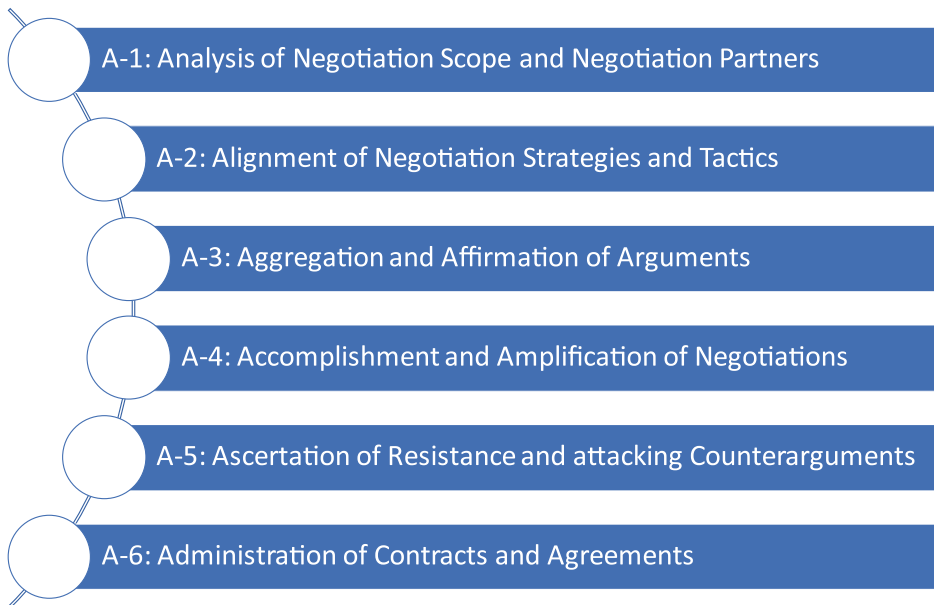 A-1: Analysis of Negotiation Scope and Negotiation Partners
A-2: Alignment of Negotiation Strategies and Tactics
A-3: Aggregation and Affirmation of Arguments
A-4: Accomplishment and Amplification of Negotiations
A-5: Ascertation of Resistance and attacking Counterarguments
A-6: Administration of Contracts and Agreements